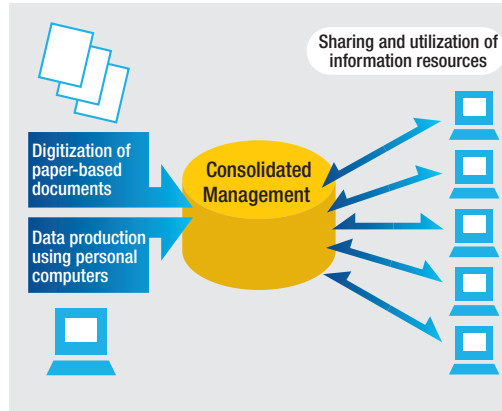 Sharing and utilization of
information resources
Digitization of
paper-based
documents
Consolidated
Management
Data production
using personal
computers